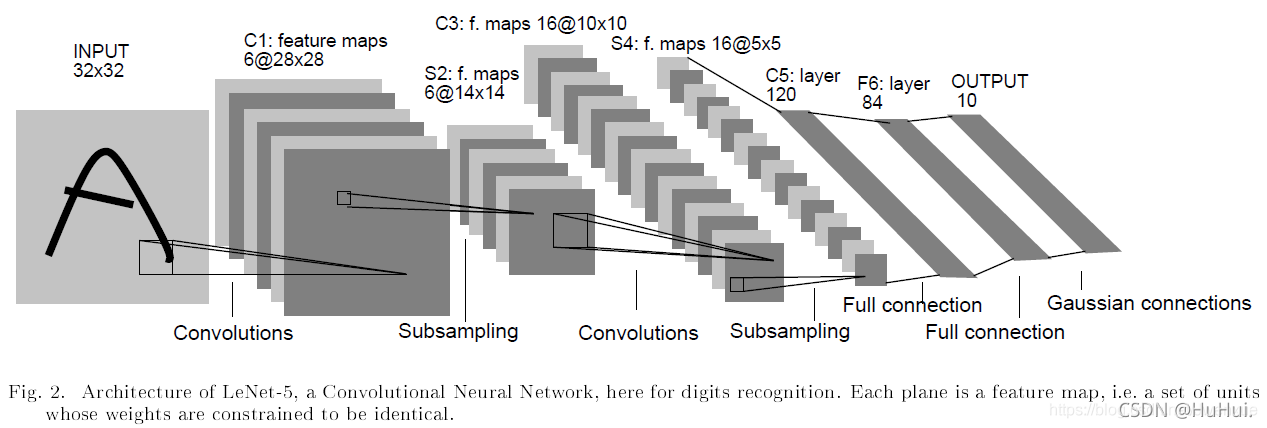 INPUT
32x32
C1: feature maps
6@28x28
S2: f. maps
6@14x14
C3: f. maps 16@10x10
S4: f. maps 16@5x5
C5: layer
120
F6: layer
84
OUTPUT
10
Convolutions
Subsampling
Convolutions
Subsampling
Full connection
Full connection
Gaussian connections
Fig. 2. Architecture of LeNet-5, a Convolutional Neural Network, here for digits recognition. Each plane is a feature map, i.e. a set of units
whose weights are constrained to be identical.
CSDN @HuHui.